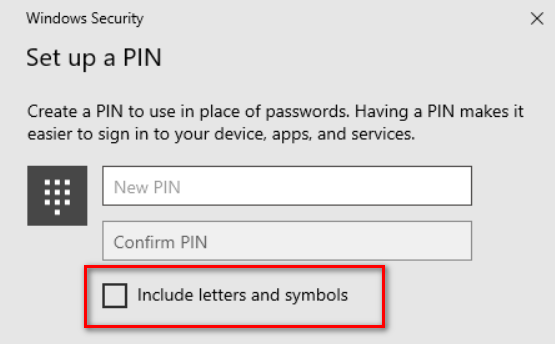 Windows Security
Set up a PIN
Create a PIN to use in place of passwords. Having a PIN makes it
easier to sign in to your device, apps, and services.
New PIN
Confirm PIN
Include letters and symbols